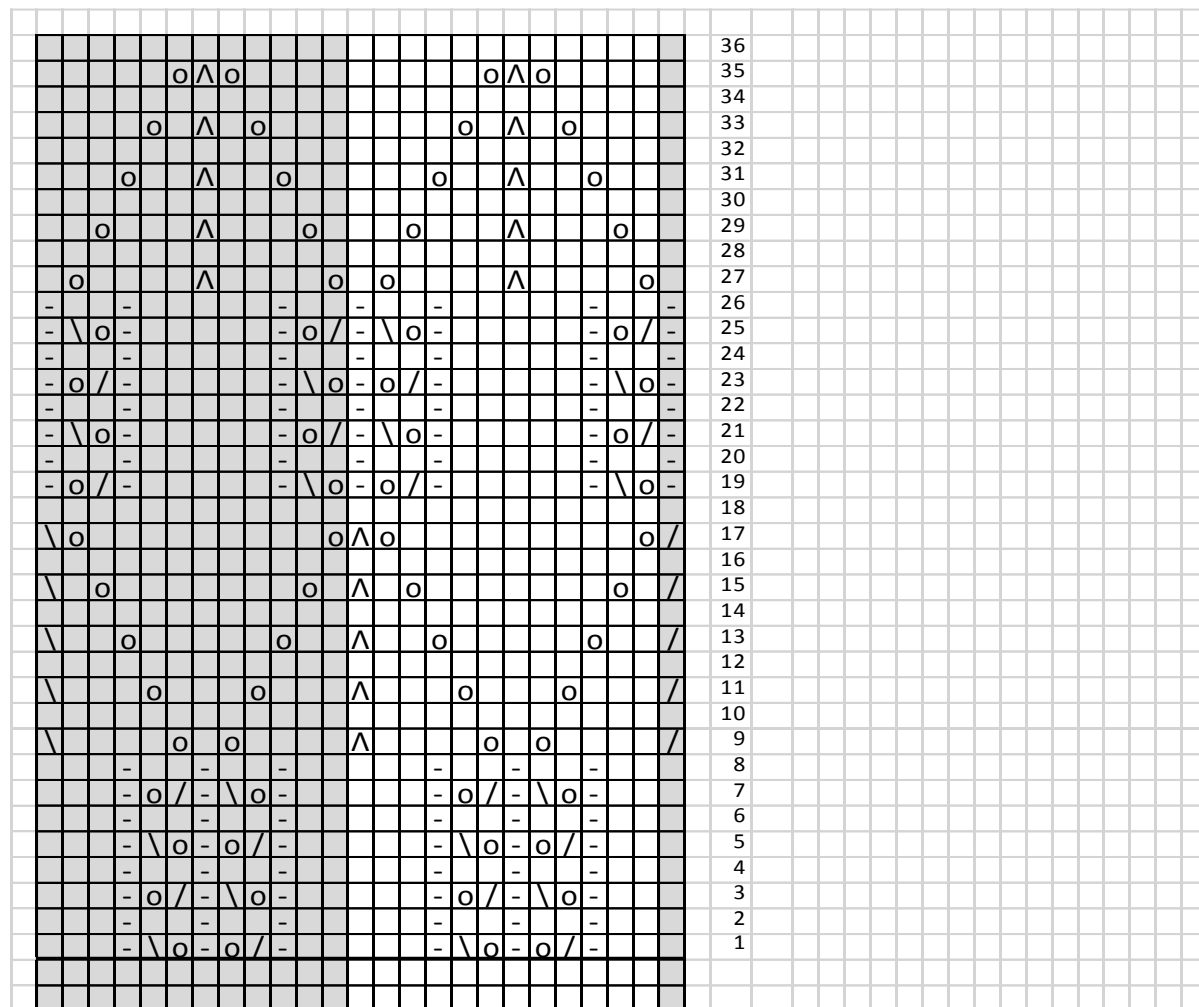 36
o Λ o o Λ o 35
34
o Λ o o Λ o 33
32
o Λ o o Λ o 31
30
o Λ o o Λ o 29
28
o Λ o o Λ o 27
- - - - - - - 26
- \ o - - o / - \ o - - o / - 25
- - - - - - - 24
- o / - - \ o - o / - - \ o - 23
- - - - - - - 22
- \ o - - o / - \ o - - o / - 21
- - - - - - - 20
- o / - - \ o - o / - - \ o - 19
18
\ o o Λ o o / 17
16
\ o o Λ o o / 15
14
\ o o Λ o o / 13
12
\ o o Λ o o / 11
10
\ o o Λ o o / 9
- - - - - - 8
- o / - \ o - - o / - \ o - 7
- - - - - - 6
- \ o - o / - - \ o - o / - 5
- - - - - - 4
- o / - \ o - - o / - \ o - 3
- - - - - - 2
- \ o - o / - - \ o - o / - 1